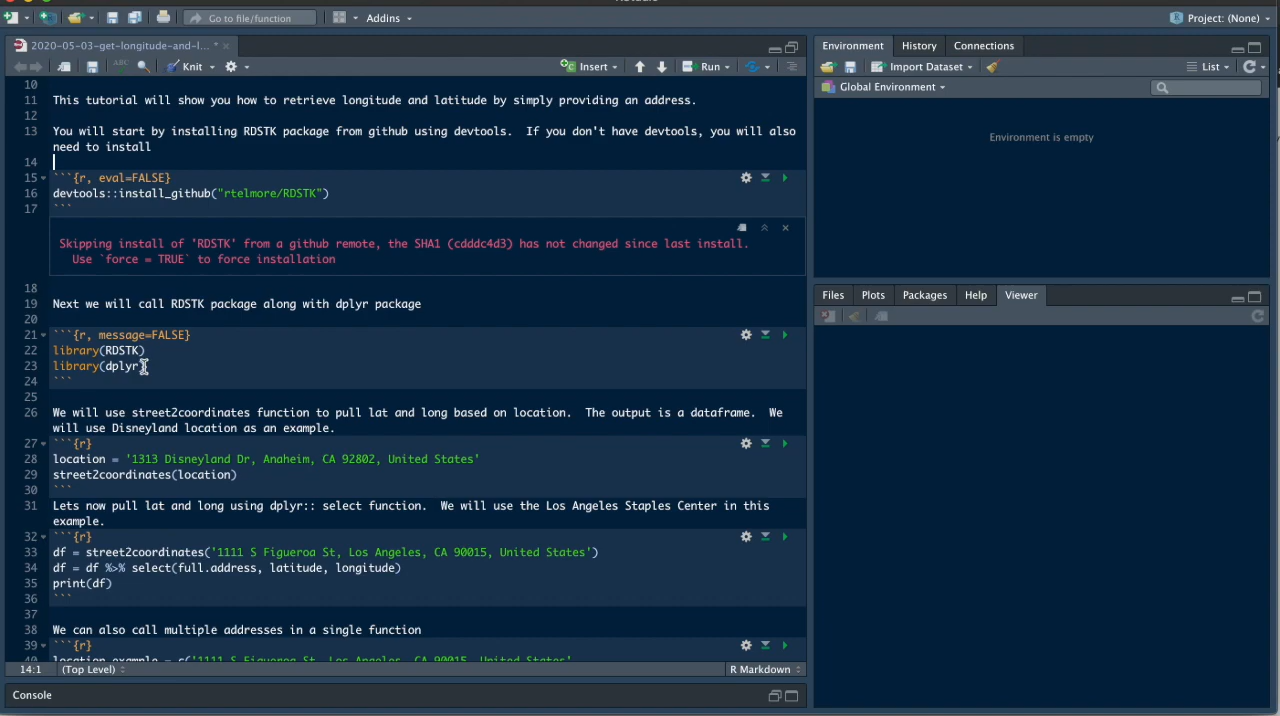 Go to file/function
Addins
Project: (None)
2020-05-03-get-longitude-and-l... *
Knit
Insert
Run
10
11 This tutorial will show you how to retrieve longitude and latitude by simply providing an address.
12
13 You will start by installing RDSTK package from github using devtools.  If you don't have devtools, you will also
need to install
14
15 ```{r, eval=FALSE}
16 devtools::install_github("rtelmore/RDSTK")
17 ```
Skipping install of 'RDSTK' from a github remote, the SHA1 (cdddc4d3) has not changed since last install.
Use `force = TRUE` to force installation
18
19 Next we will call RDSTK package along with dplyr package
20
21 ```{r, message=FALSE}
22 library(RDSTK)
23 library(dplyr)
24 ```
25
26 We will use street2coordinates function to pull lat and long based on location.  The output is a dataframe.  We
will use Disneyland location as an example.
27 ```{r}
28 location = '1313 Disneyland Dr, Anaheim, CA 92802, United States'
29 street2coordinates(location)
30 ```
31 Lets now pull lat and long using dplyr:: select function.  We will use the Los Angeles Staples Center in this
example.
32 ```{r}
33 df = street2coordinates('1111 S Figueroa St, Los Angeles, CA 90015, United States')
34 df = df %>% select(full.address, latitude, longitude)
35 print(df)
36 ```
37
38 We can also call multiple addresses in a single function
39 ```{r}
40 location_example = c('1111 S Figueroa St, Los Angeles, CA 90015, United States'
14:1 (Top Level)
R Markdown
Console
Environment History Connections
Import Dataset
List
Global Environment
Environment is empty
Files Plots Packages Help Viewer